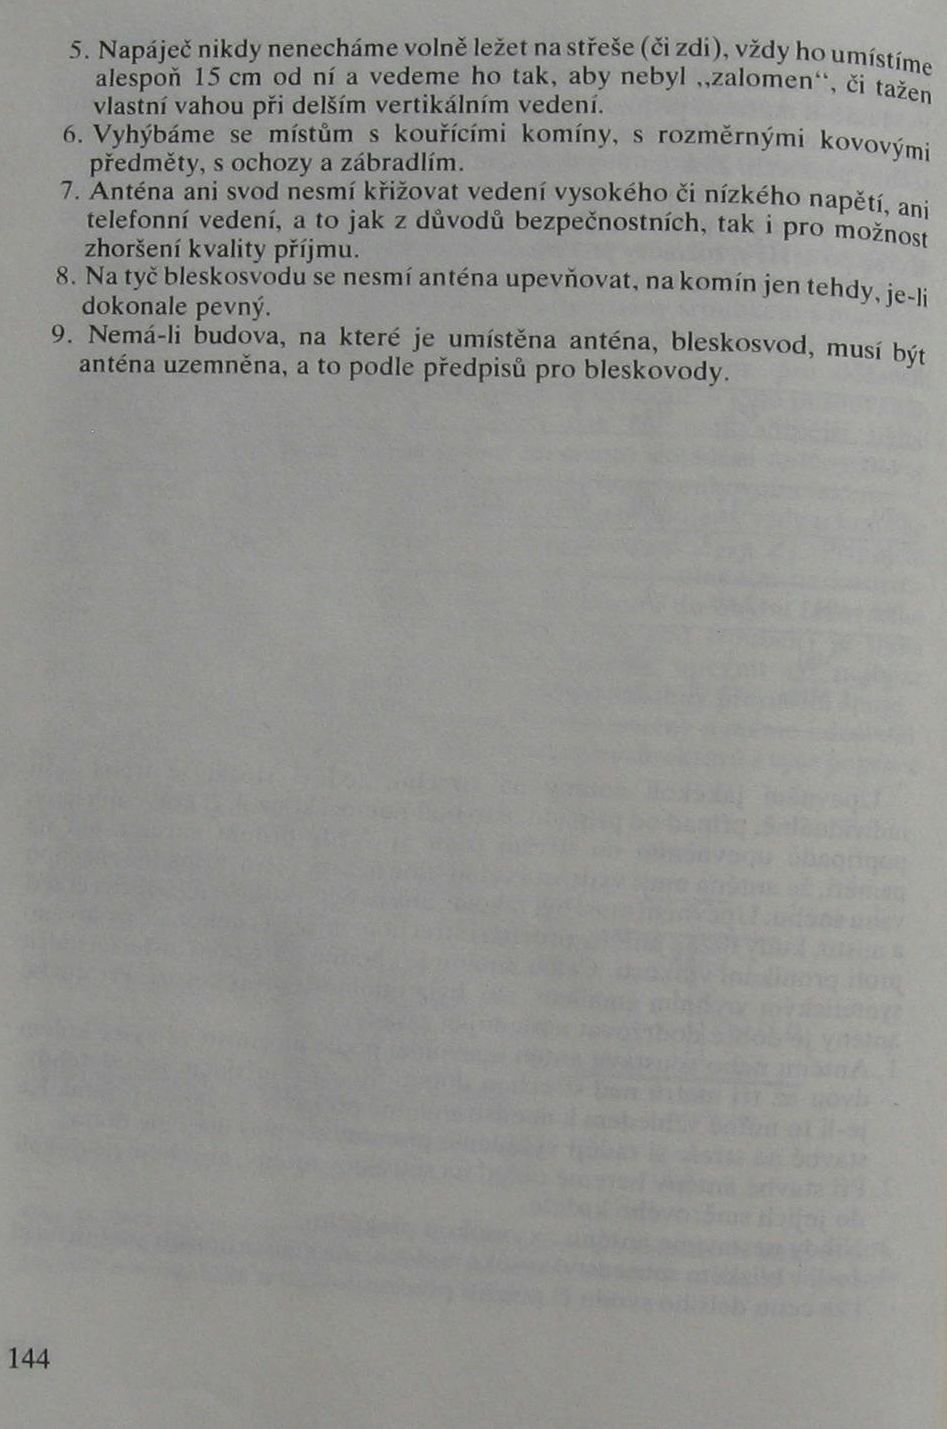 5. Napáječ nikdy nenecháme volně ležet na střeše (či zdi), vždy ho umístíme
alespoň 15 cm od ní a vedeme ho tak, aby nebyl „zalomen“, či tažen
vlastní vahou při delším vertikálním vedení.
6. Vyhýbáme se místům s kouřícími komíny, s rozměrnými kovovými
předměty, s ochozy a zábradlím.
7. Anténa ani svod nesmí křižovat vedení vysokého či nízkého napětí, ani
telefonní vedení, a to jak z důvodů bezpečnostních, tak i pro možnost
zhoršení kvality příjmu.
8. Na tyč bleskosvodu se nesmí anténa upevňovat, na komín jen tehdy, je-li
dokonale pevný.
9. Nemá-li budova, na které je umístěna anténa, bleskosvod, musí být
anténa uzemněna, a to podle předpisů pro bleskovody.
144